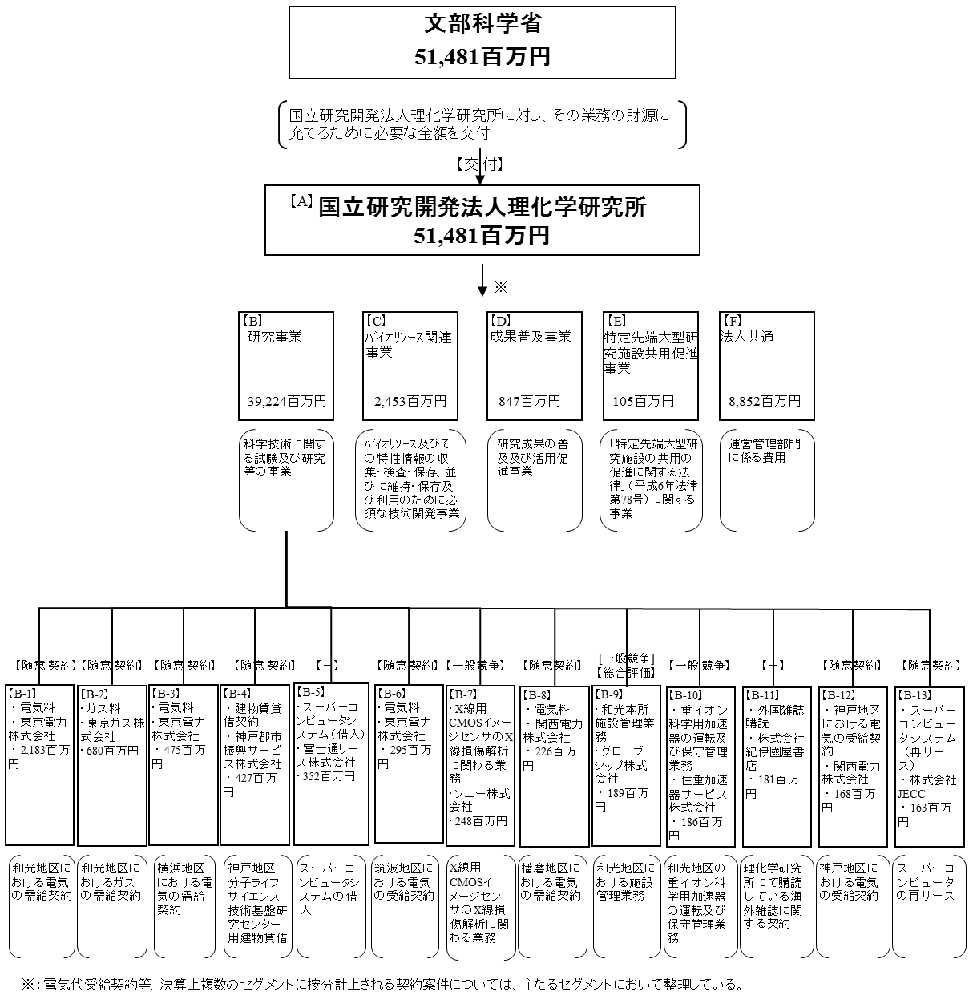 文部科学省
51,481百万円
国立研究開発法人理化学研究所に対し、その業務の財源に
充てるために必要な金額を交付
【交付】
【A】国立研究開発法人理化学研究所
51,481百万円
※
【B】
研究事業
39,224百万円
【C】
ﾊﾞｲｵﾘｿｰｽ関連
事業
2,453百万円
【D】
成果普及事業
847百万円
【E】
特定先端大型研
究施設共用促進
事業
105百万円
【F】
法人共通
8,852百万円
科学技術に関す
る試験及び研究
等の事業
ﾊﾞｲｵﾘｿｰｽ及びそ
の特性情報の収
集・検査・保存、並
びに維持・保存及
び利用のために必
須な技術開発事業
研究成果の普
及及び活用促
進事業
「特定先端大型研
究施設の共用の
促進に関する法
律」（平成6年法律
第78号）に関する
事業
運営管理部門
に係る費用
【随意契約】
【B-1】
・電気料
・東京電力
株式会社
・2,183百万
円
和光地区に
おける電気
の需給契約
【随意契約】
【B-2】
・ガス料
・東京ガス株
式会社
・680百万円
和光地区に
おけるガス
の需給契約
【随意契約】
【B-3】
・電気料
・東京電力
株式会社
・475百万
円
横浜地区
における電
気の需給
契約
【随意契約】
【B-4】
・建物賃貸
借契約
・神戸都市
振興サービ
ス株式会社
・427百万
円
神戸地区
分子ライフ
サイエンス
技術基盤研
究センター
用建物賃借
【－】
【B-5】
・スーパーコ
ンピュータシ
ステム（借入）
・富士通リー
ス株式会社
・352百万円
スーパーコ
ンピュータシ
ステムの借
入
【随意契約】
【B-6】
・電気料
・東京電力
株式会社
・295百万
円
筑波地区に
おける電気
の受給契約
【一般競争】
【B-7】
・X線用
CMOSイメー
ジセンサのX
線損傷解析
に関わる業
務
・ソニー株式
会社
・248百万円
X線用
CMOSイ
メージセン
サのX線損
傷解析に関
わる業務
【随意契約】
【B-8】
・電気料
・関西電力
株式会社
・226百万
円
播磨地区に
おける電気
の需給契約
[一般競争]
【総合評価】
【B-9】
・和光本所
施設管理業
務
・グローブ
シップ株式
会社
・189百万
円
和光地区に
おける施設
管理業務
【一般競争】
【B-10】
・重イオン
科学用加速
器の運転及
び保守管理
業務
・住重加速
器サービス
株式会社
・186百万
円
和光地区の
重イオン科
学用加速器
の運転及び
保守管理業
務
【－】
【B-11】
・外国雑誌
購読
・株式会社
紀伊國屋書
店
・181百万
円
理化学研究
所にて購読
している海
外雑誌に関
する契約
【随意契約】
【B-12】
・神戸地区
における電
気の受給契
約
・関西電力
株式会社
・168百万
円
神戸地区に
おける電気
の受給契約
【随意契約】
【B-13】
・スーパー
コンピュー
タシステム
（再リー
ス）
・株式会社
JECC
・163百万
円
スーパーコ
ンピュータ
の再リース
※：電気代受給契約等、決算上複数のセグメントに按分計上される契約案件については、主たるセグメントにおいて整理している。